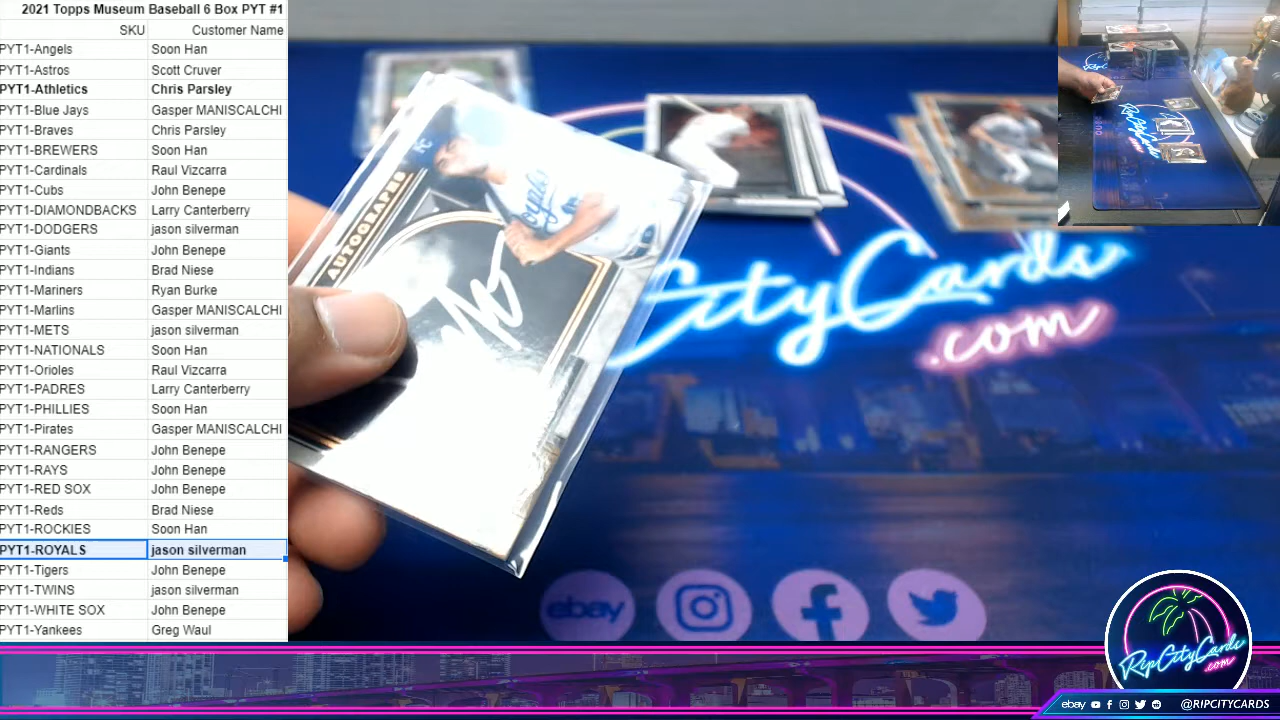 2021 Topps Museum Baseball 6 Box PYT #1
SKU Customer Name
PYT1-Angels Soon Han
PYT1-Astros Scott Cruver
PYT1-Athletics Chris Parsley
PYT1-Blue Jays Gasper MANISCALCHI
PYT1-Braves Chris Parsley
PYT1-BREWERS Soon Han
PYT1-Cardinals Raul Vizcarra
PYT1-Cubs John Benepe
PYT1-DIAMONDBACKS Larry Canterberry
PYT1-DODGERS jason silverman
PYT1-Giants John Benepe
PYT1-Indians Brad Niese
PYT1-Mariners Ryan Burke
PYT1-Marlins Gasper MANISCALCHI
PYT1-METS jason silverman
PYT1-NATIONALS Soon Han
PYT1-Orioles Raul Vizcarra
PYT1-PADRES Larry Canterberry
PYT1-PHILLIES Soon Han
PYT1-Pirates Gasper MANISCALCHI
PYT1-RANGERS John Benepe
PYT1-RAYS John Benepe
PYT1-RED SOX John Benepe
PYT1-Reds Brad Niese
PYT1-ROCKIES Soon Han
PYT1-ROYALS jason silverman
PYT1-Tigers John Benepe
PYT1-TWINS jason silverman
PYT1-WHITE SOX John Benepe
PYT1-Yankees Greg Waul
AUTOGRAPHS
Royals
CityCards
.com
ebay
RipCityCards
.com
ebay @RIPCITYCARDS